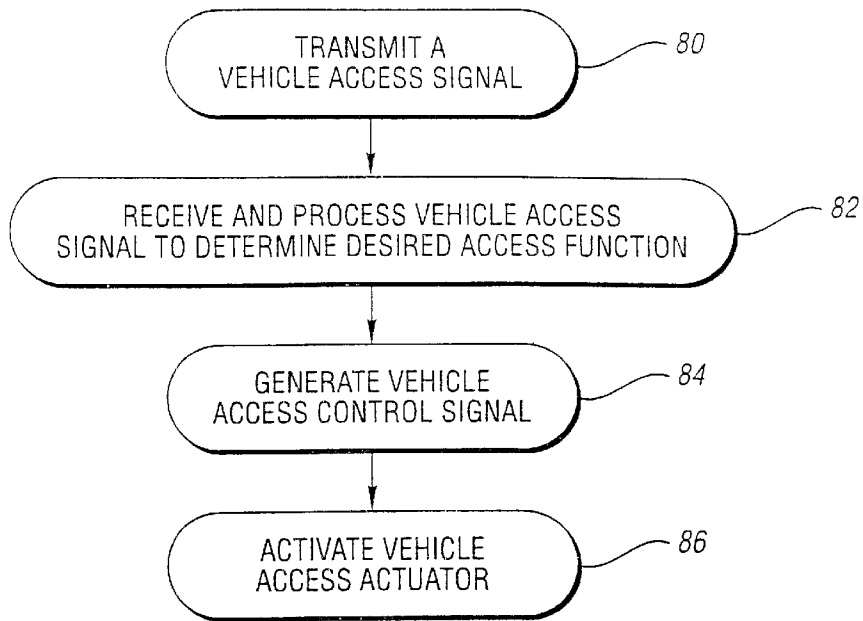 TRANSMIT A
VEHICLE ACCESS SIGNAL
80
RECEIVE AND PROCESS VEHICLE ACCESS
SIGNAL TO DETERMINE DESIRED ACCESS FUNCTION
82
GENERATE VEHICLE
ACCESS CONTROL SIGNAL
84
ACTIVATE VEHICLE
ACCESS ACTUATOR
86